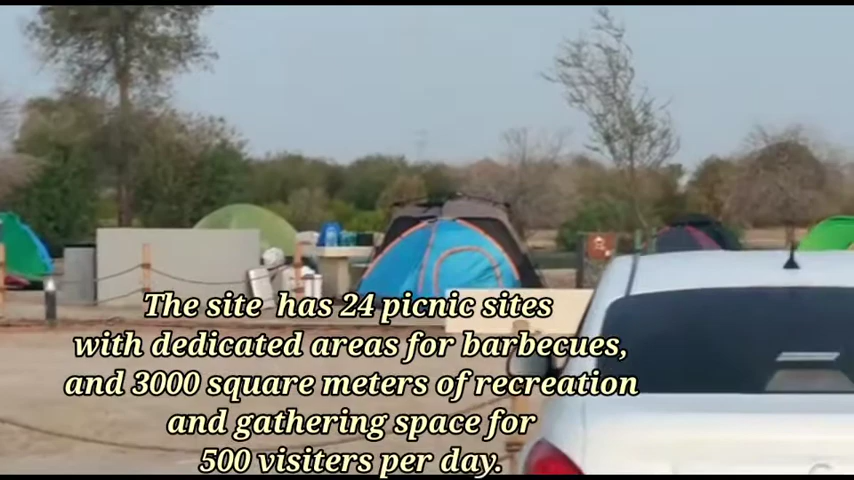 The site has 24 picnic sites
with dedicated areas for barbecues,
and 3000 square meters of recreation
and gathering space for
500 visiters per day.